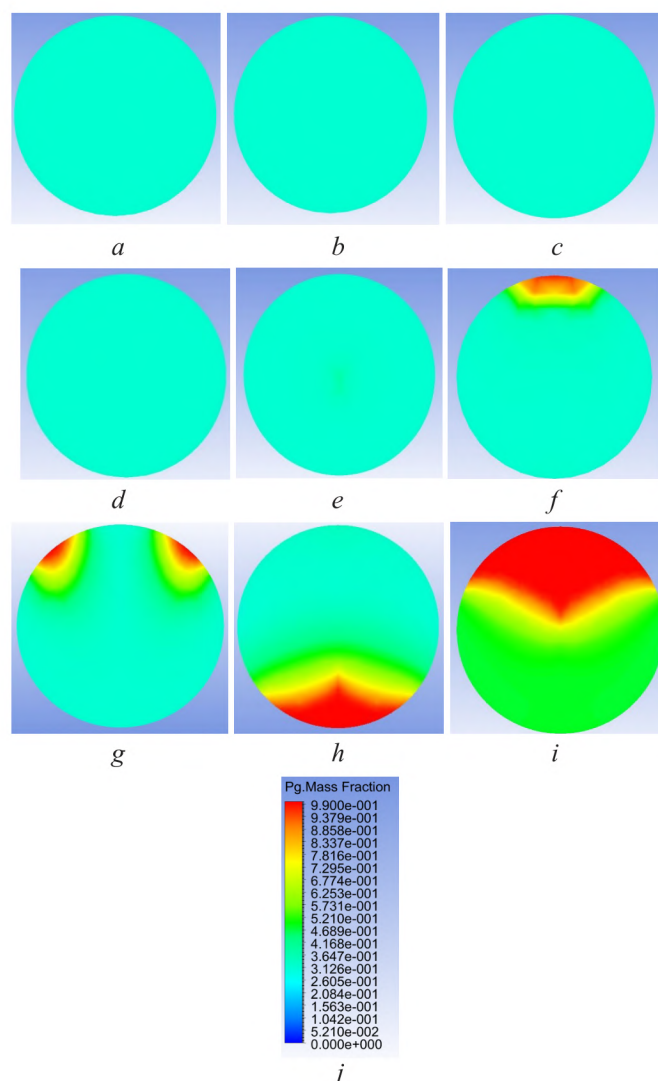 a b c
d e f
g h i
Pg.Mass Fraction
9.900e-001
9.379e-001
8.858e-001
8.337e-001
7.816e-001
7.295e-001
6.774e-001
6.253e-001
5.731e-001
5.210e-001
4.689e-001
4.168e-001
3.647e-001
3.126e-001
2.605e-001
2.084e-001
1.563e-001
1.042e-001
5.210e-002
0.000e+000
j